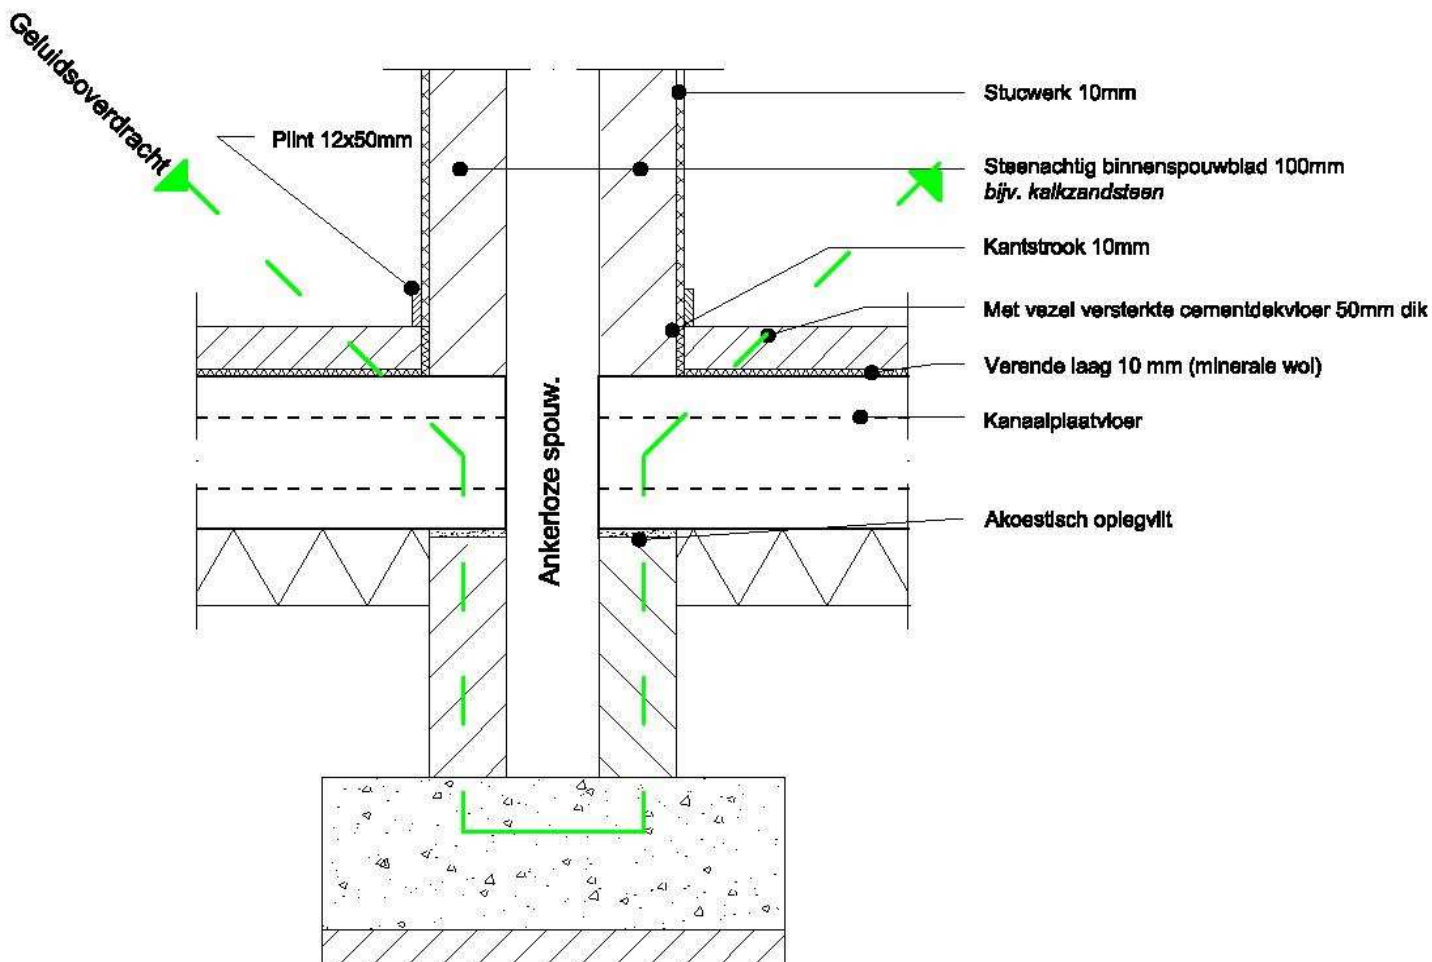 Geluidsoverdracht
Plint 12x50mm
Stucwerk 10mm
Steenachtig binnenspouwblad 100mm
bijv. kalkzandsteen
Kantstrook 10mm
Met vezel versterkte cementdekvloer 50mm dik
Verende laag 10 mm (minerale wol)
Kanaalplaatvloer
Ankerloze spouw.
Akoestisch oplegvilt